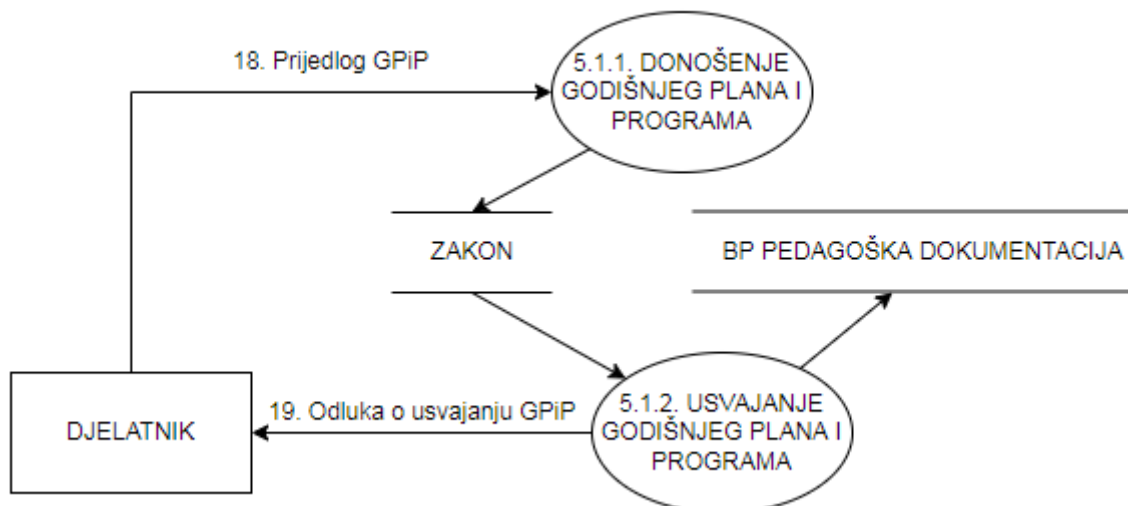 18. Prijedlog GPiP
5.1.1. DONOŠENJE
GODIŠNJEG PLANA I
PROGRAMA
ZAKON
BP PEDAGOŠKA DOKUMENTACIJA
DJELATNIK
19. Odluka o usvajanju GPiP
5.1.2. USVAJANJE
GODIŠNJEG PLANA I
PROGRAMA